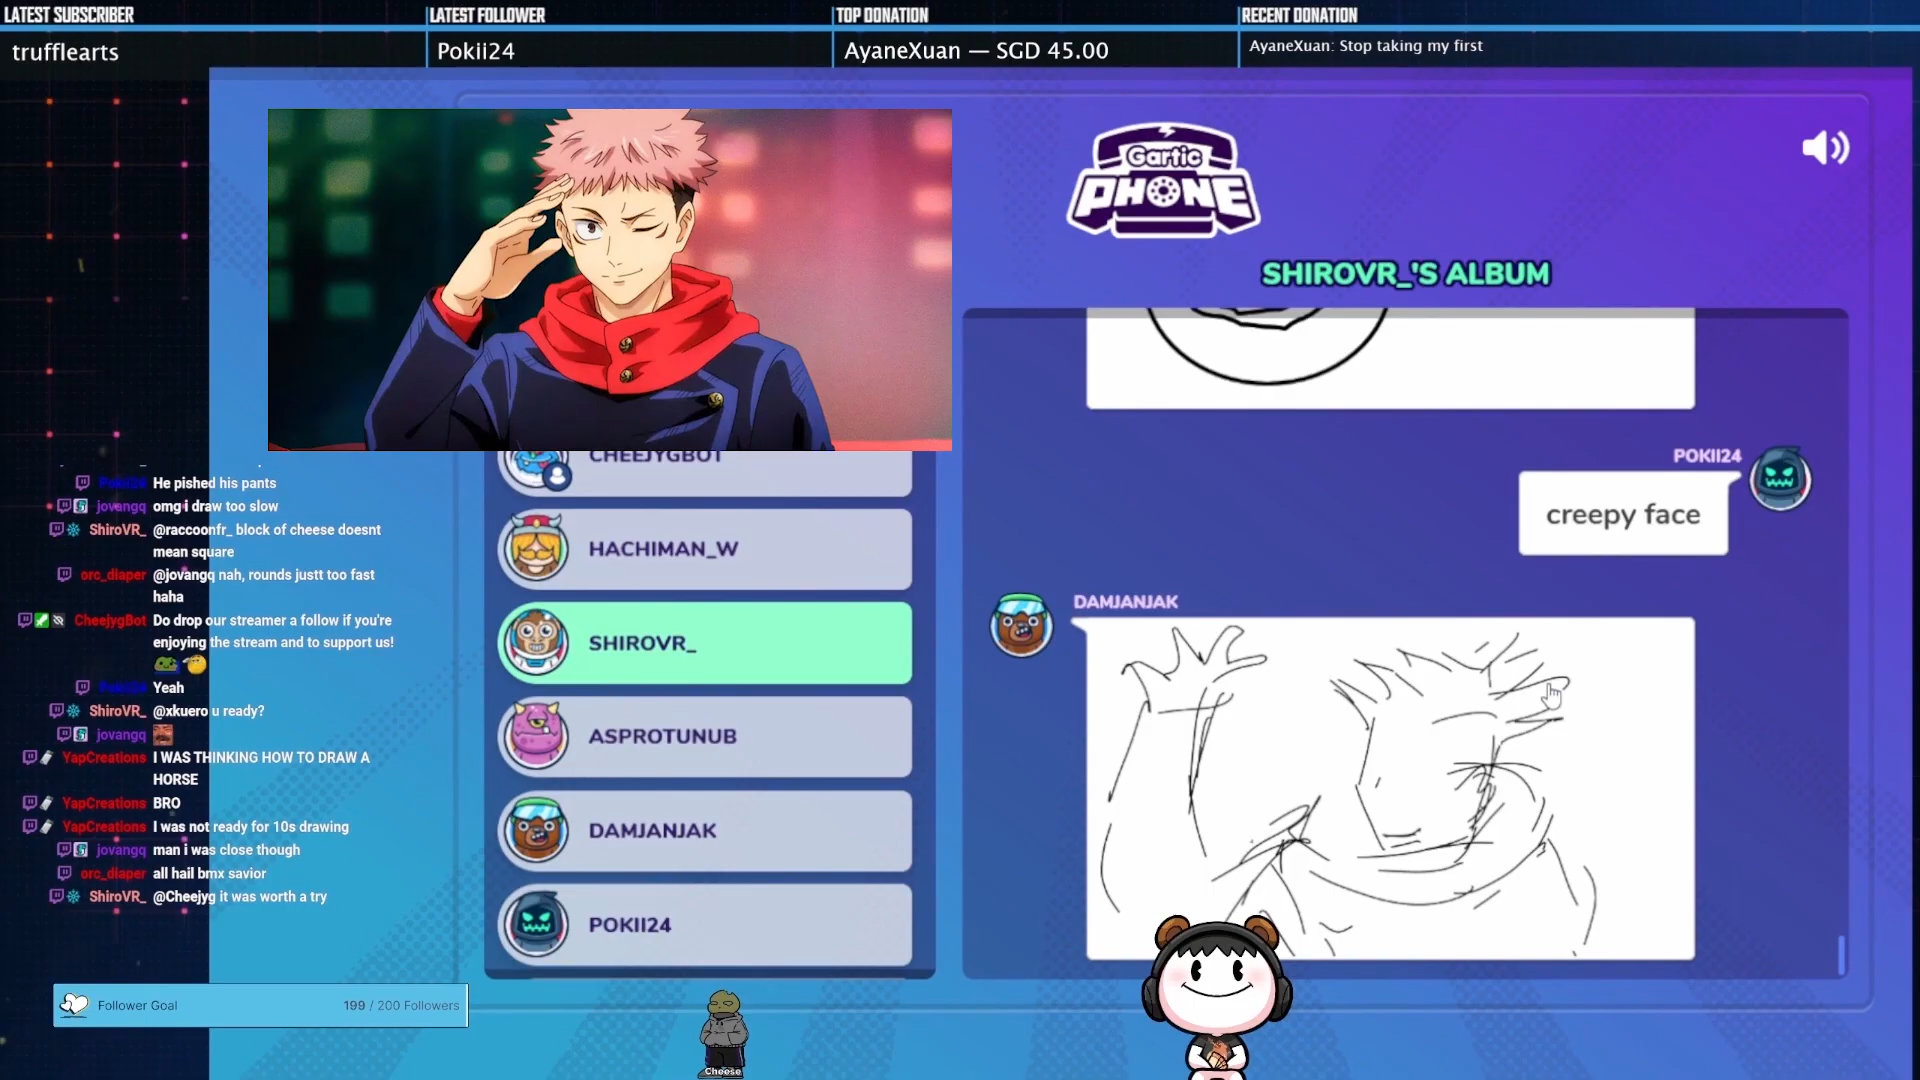 LATEST SUBSCRIBER
LATEST FOLLOWER
TOP DONATION
RECENT DONATION
trufflearts
Pokii24
AyaneXuan — SGD 45.00
AyaneXuan: Stop taking my first
Gartic
PHONE
SHIROVR_'S ALBUM
CHEEJYGBOT
HACHIMAN_W
SHIROVR_
ASPROTUNUB
DAMJANJAK
POKII24
POKII24
creepy face
DAMJANJAK
Pokii24 He pished his pants
jovangq omg i draw too slow
ShiroVR_ @raccoonfr_ block of cheese doesnt
mean square
orc_diaper @jovangq nah, rounds justt too fast
haha
CheejygBot Do drop our streamer a follow if you're
enjoying the stream and to support us!
Pokii24 Yeah
ShiroVR_ @xkuero u ready?
jovangq
YapCreations I WAS THINKING HOW TO DRAW A
HORSE
YapCreations BRO
YapCreations I was not ready for 10s drawing
jovangq man i was close though
orc_diaper all hail bmx savior
ShiroVR_ @Cheejyg it was worth a try
Follower Goal
199 / 200 Followers
Cheese